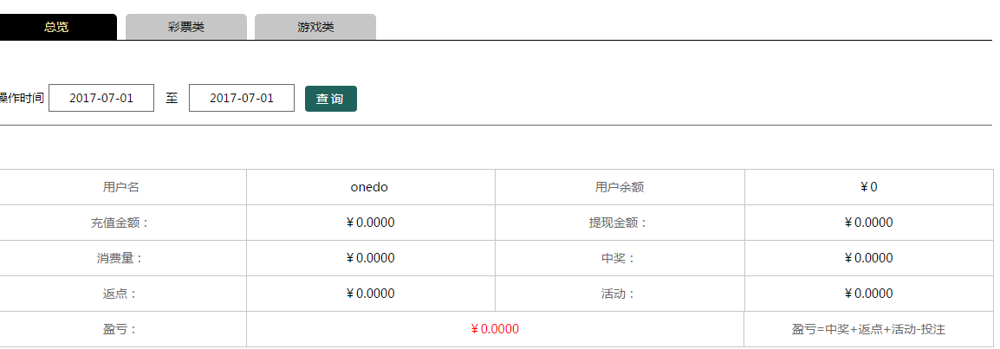 总览 彩票类 游戏类
操作时间 2017-07-01 至 2017-07-01 查询
用户名 onedo 用户余额 ¥0
充值金额： ¥0.0000 提现金额： ¥0.0000
消费量： ¥0.0000 中奖： ¥0.0000
返点： ¥0.0000 活动： ¥0.0000
盈亏： ¥0.0000 盈亏=中奖+返点+活动-投注